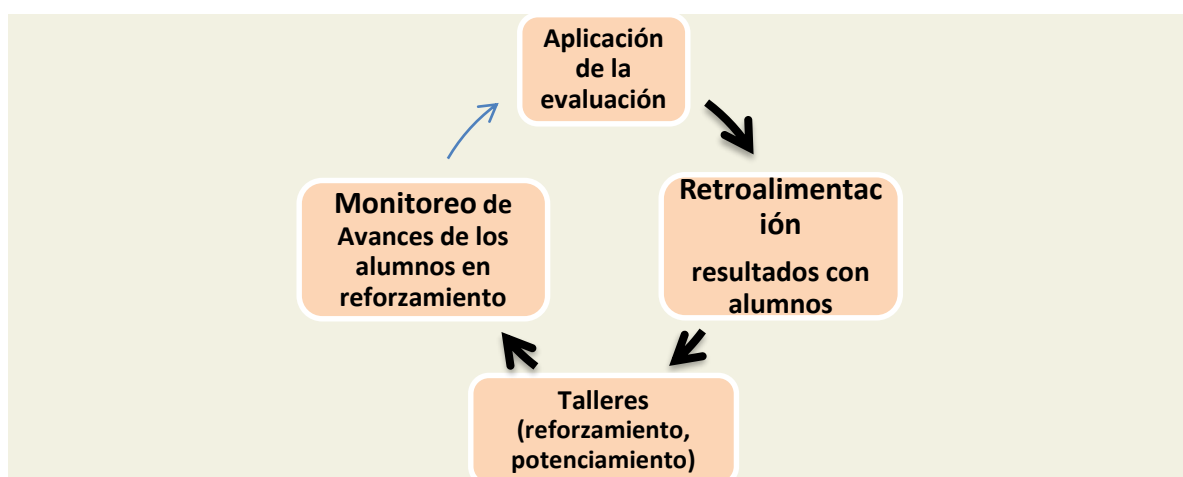 Aplicación
de la
evaluación
Retroalimentac
ión
resultados con
alumnos
Talleres
(reforzamiento,
potenciamiento)
Monitoreo de
Avances de los
alumnos en
reforzamiento